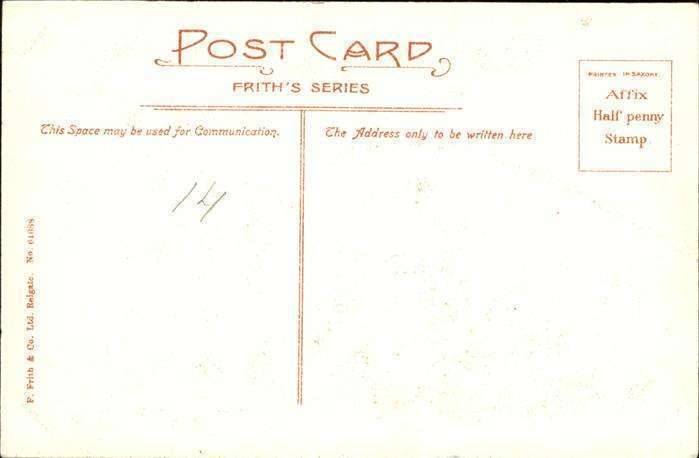 POST CARD
FRITH'S SERIES
PRINTED IN SAXONY.
Affix
Half penny
Stamp.
This Space may be used for Communication.
The Address only to be written here
14
F. Frith & Co. Ltd. Reigate. No.